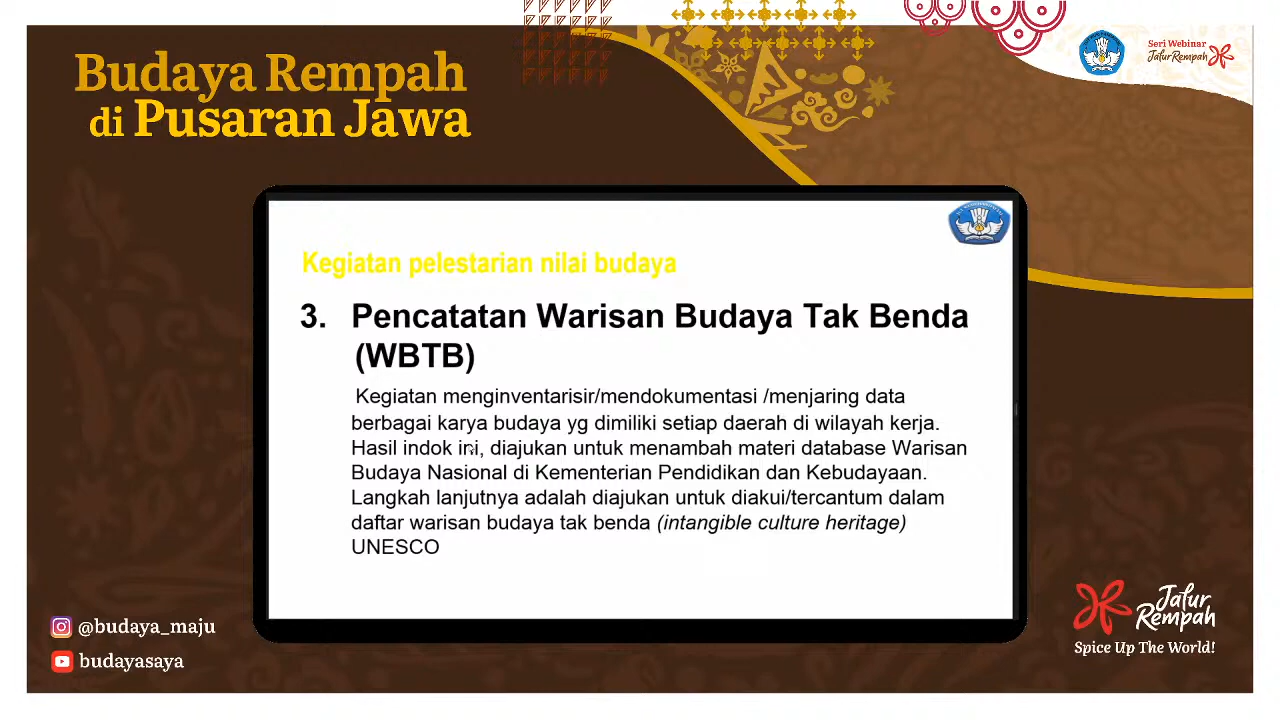 Budaya Rempah
di Pusaran Jawa
Seri Webinar
Jalur Rempah
Kegiatan pelestarian nilai budaya
3. Pencatatan Warisan Budaya Tak Benda
(WBTB)
Kegiatan menginventarisir/mendokumentasi /menjaring data
berbagai karya budaya yg dimiliki setiap daerah di wilayah kerja.
Hasil indok ini, diajukan untuk menambah materi database Warisan
Budaya Nasional di Kementerian Pendidikan dan Kebudayaan.
Langkah lanjutnya adalah diajukan untuk diakui/tercantum dalam
daftar warisan budaya tak benda (intangible culture heritage)
UNESCO
@budaya_maju
budayasaya
Jalur
Rempah
Spice Up The World!